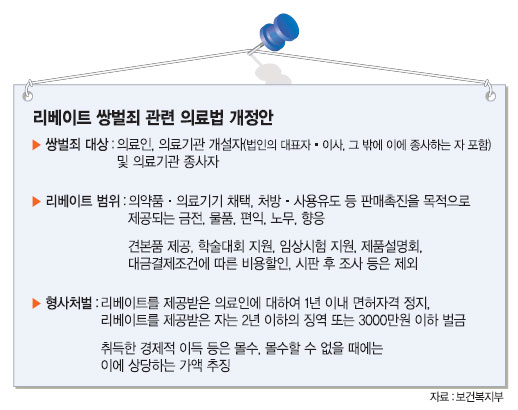 리베이트 쌍벌죄 관련 의료법 개정안
▶ 쌍벌죄 대상 : 의료인, 의료기관 개설자(법인의 대표자·이사, 그 밖에 이에 종사하는 자 포함)
및 의료기관 종사자
▶ 리베이트 범위 : 의약품·의료기기 채택, 처방·사용유도 등 판매촉진을 목적으로
제공되는 금전, 물품, 편익, 노무, 향응
견본품 제공, 학술대회 지원, 임상시험 지원, 제품설명회,
대금결제조건에 따른 비용할인, 시판 후 조사 등은 제외
▶ 형사처벌 : 리베이트를 제공받은 의료인에 대하여 1년 이내 면허자격 정지,
리베이트를 제공받은 자는 2년 이하의 징역 또는 3000만원 이하 벌금
취득한 경제적 이득 등은 몰수, 몰수할 수 없을 때에는
이에 상당하는 가액 추징
자료 : 보건복지부